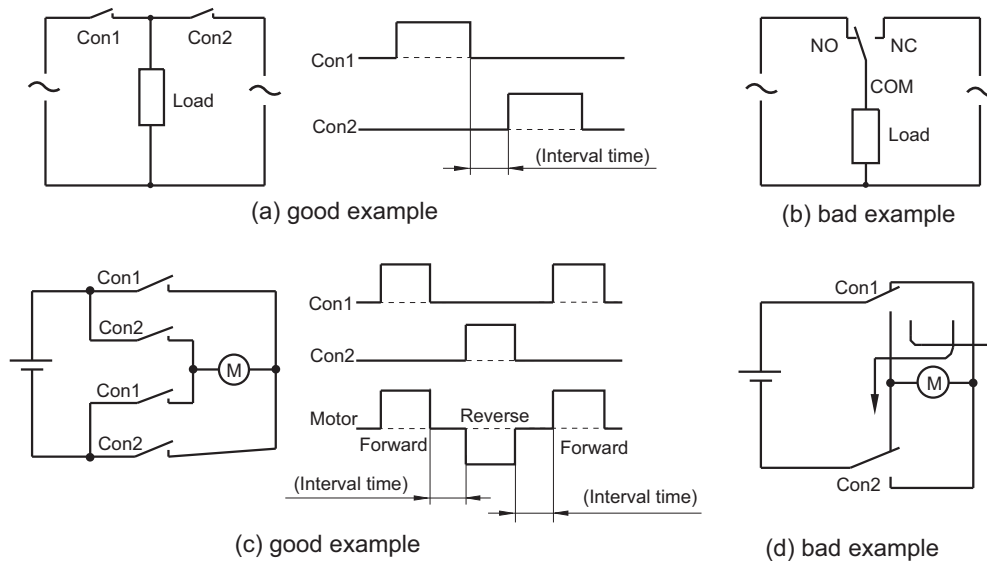 Con1
Con2
Load
Con1
Con2
(Interval time)
(a) good example
NO
NC
COM
Load
(b) bad example
Con1
Con2
Con1
Con2
M
Con1
Con2
Motor
Reverse
Forward
Forward
(Interval time)
(Interval time)
(c) good example
Con1
M
Con2
(d) bad example